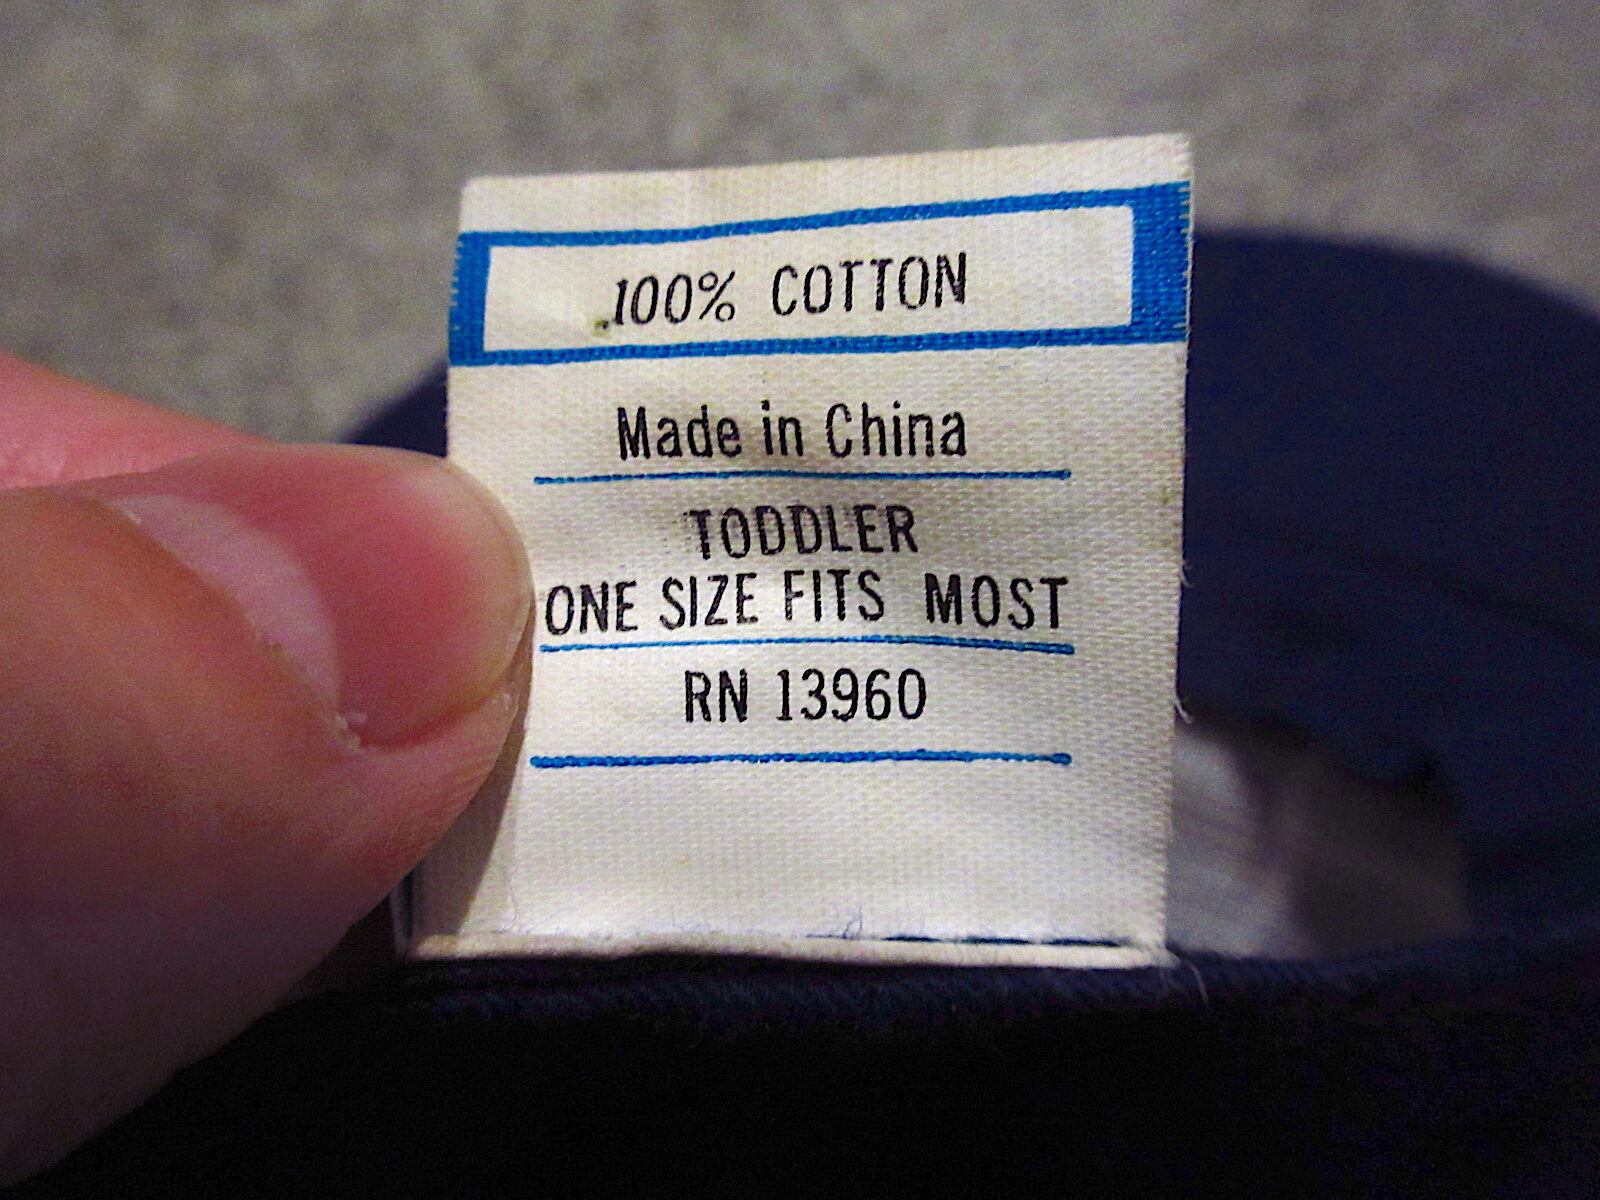 100% COTTON
Made in China
TODDLER
ONE SIZE FITS MOST
RN 13960